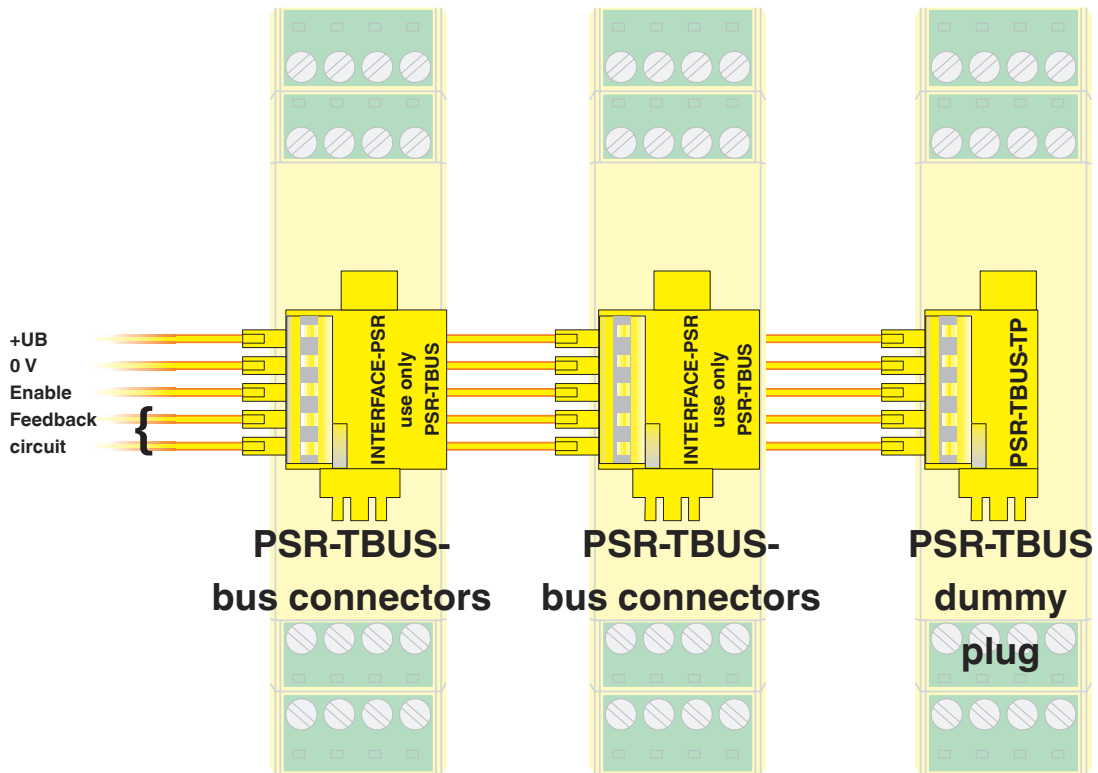 +UB
0 V
Enable
Feedback
circuit
{
INTERFACE-PSR
use only
PSR-TBUS
INTERFACE-PSR
use only
PSR-TBUS
PSR-TBUS-TP
PSR-TBUS-
bus connectors
PSR-TBUS-
bus connectors
PSR-TBUS
dummy
plug